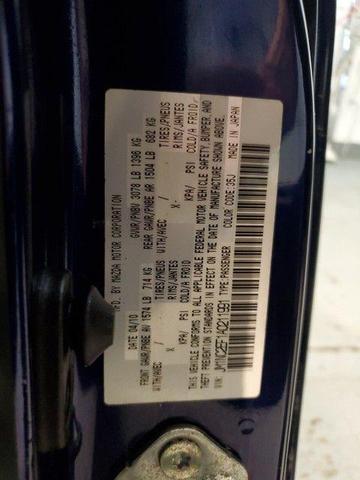 MFD. BY MAZDA MOTOR CORPORATION
DATE 04/10 GVWR/PNBV 3078 LB 1396 KG
FRONT GAWR/PNBE AV 1574 LB 714 KG REAR GAWR/PNBE AR 1504 LB 682 KG
TIRES/PNEUS TIRES/PNEUS
WITH/AVEC RIMS/JANTES WITH/AVEC RIMS/JANTES
KPA/ PSI COLD/A FROID KPA/ PSI COLD/A FROID
THIS VEHICLE CONFORMS TO ALL APPLICABLE FEDERAL MOTOR VEHICLE SAFETY, BUMPER, AND
THEFT PREVENTION STANDARDS IN EFFECT ON THE DATE OF MANUFACTURE SHOWN ABOVE.
TYPE: PASSENGER COLOR CODE: 35J MADE IN JAPAN
VIN: